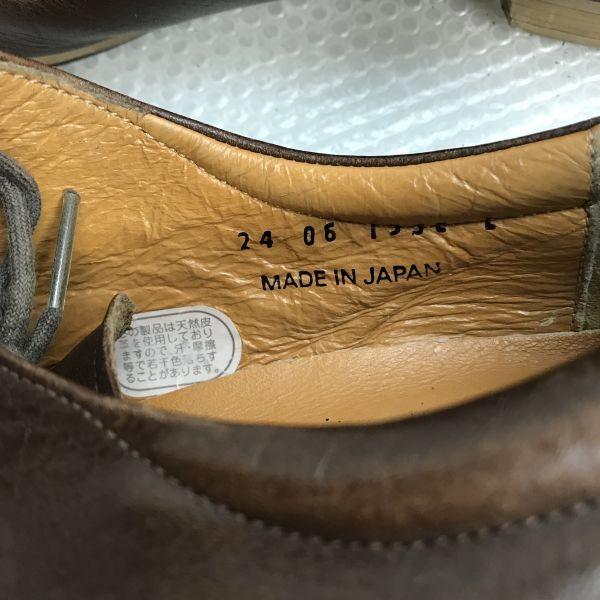 24 06
MADE IN JAPAN
の製品は天然皮
を使用しており
ますので、汗・摩擦
等で若干色落ちす
ることがあります。